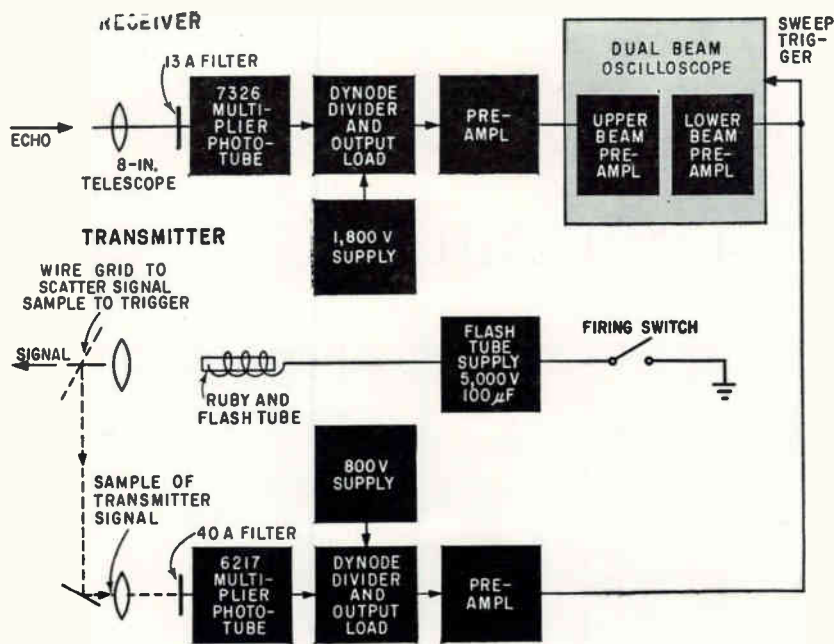 RECEIVER
13 A FILTER
ECHO
8-IN.
TELESCOPE
7326
MULTI-
PLIER
PHOTO-
TUBE
DYNODE
DIVIDER
AND
OUTPUT
LOAD
PRE-
AMPL
DUAL BEAM
OSCILLOSCOPE
UPPER
BEAM
PRE-
AMPL
LOWER
BEAM
PRE-
AMPL
SWEEP
TRIG-
GER
1,800 V
SUPPLY
TRANSMITTER
WIRE GRID TO
SCATTER SIGNAL
SAMPLE TO TRIGGER
SIGNAL
RUBY AND
FLASH TUBE
FLASH
TUBE
SUPPLY
5,000 V
100 μF
FIRING SWITCH
800 V
SUPPLY
SAMPLE OF
TRANSMITTER
SIGNAL
40 A FILTER
6217
MULTI-
PLIER
PHOTO-
TUBE
DYNODE
DIVIDER
AND
OUTPUT
LOAD
PRE-
AMPL